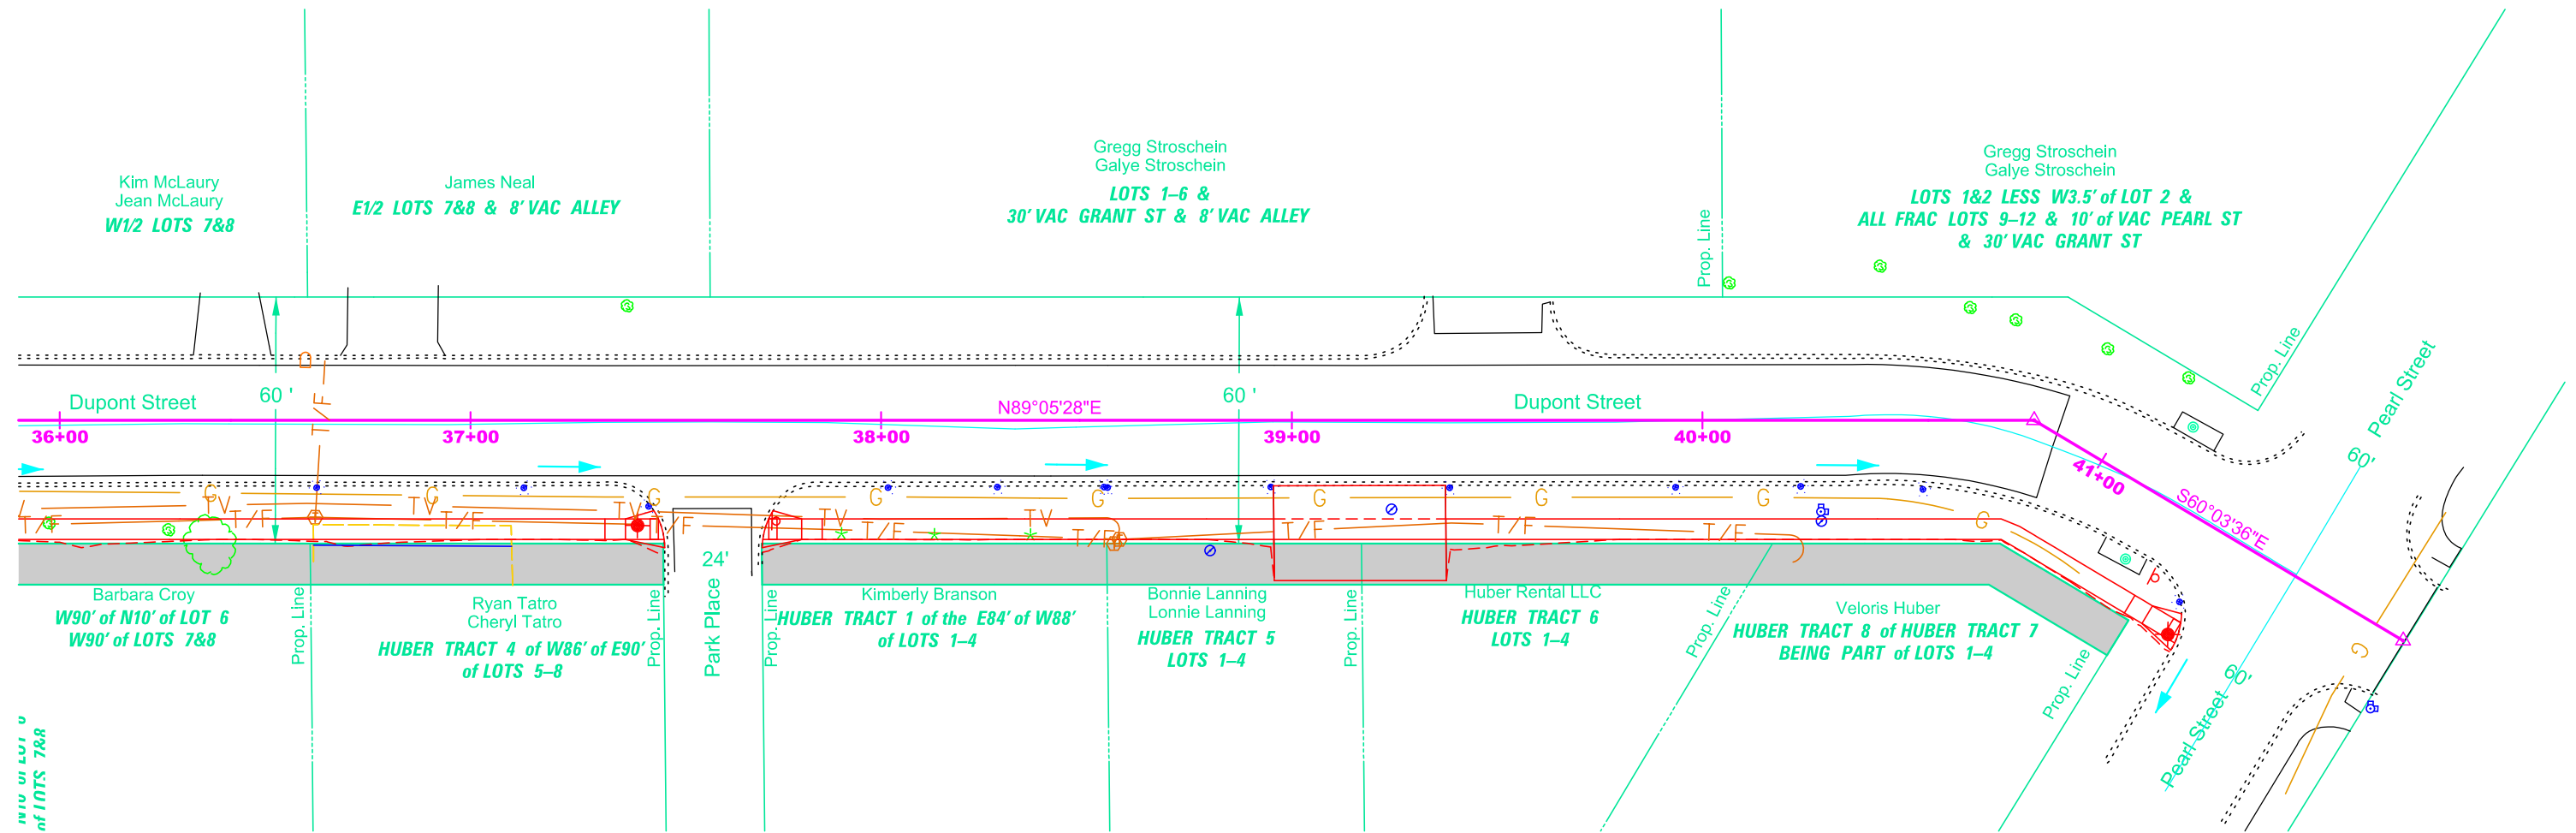 Kim McLaury
Jean McLaury
W1/2 LOTS 7&8
James Neal
E1/2 LOTS 7&8 & 8' VAC ALLEY
Gregg Stroschein
Galye Stroschein
LOTS 1–6 &
30' VAC GRANT ST & 8' VAC ALLEY
Prop. Line
Gregg Stroschein
Galye Stroschein
LOTS 1&2 LESS W3.5' of LOT 2 &
ALL FRAC LOTS 9–12 & 10' of VAC PEARL ST
& 30' VAC GRANT ST
Prop. Line
Pearl Street
60'
G
T/F
Dupont Street
60 '
N89°05'28"E
60 '
Dupont Street
36+00
37+00
38+00
39+00
40+00
41+00
S60°03'36"E
G
G
G
G
G
G
G
G
G
G
TV
TV
TV
TV
TV
T/F
T/F
T/F
T/F
T/F
T/F
T/F
T/F
T/F
24'
Park Place
Barbara Croy
W90' of N10' of LOT 6
W90' of LOTS 7&8
Prop. Line
Ryan Tatro
Cheryl Tatro
HUBER TRACT 4 of W86' of E90'
of LOTS 5–8
Prop. Line
Prop. Line
Kimberly Branson
HUBER TRACT 1 of the E84' of W88'
of LOTS 1–4
Bonnie Lanning
Lonnie Lanning
HUBER TRACT 5
LOTS 1–4
Prop. Line
Huber Rental LLC
HUBER TRACT 6
LOTS 1–4
Prop. Line
Veloris Huber
HUBER TRACT 8 of HUBER TRACT 7
BEING PART of LOTS 1–4
Prop. Line
Pearl Street
60'
of LOTS 7&8